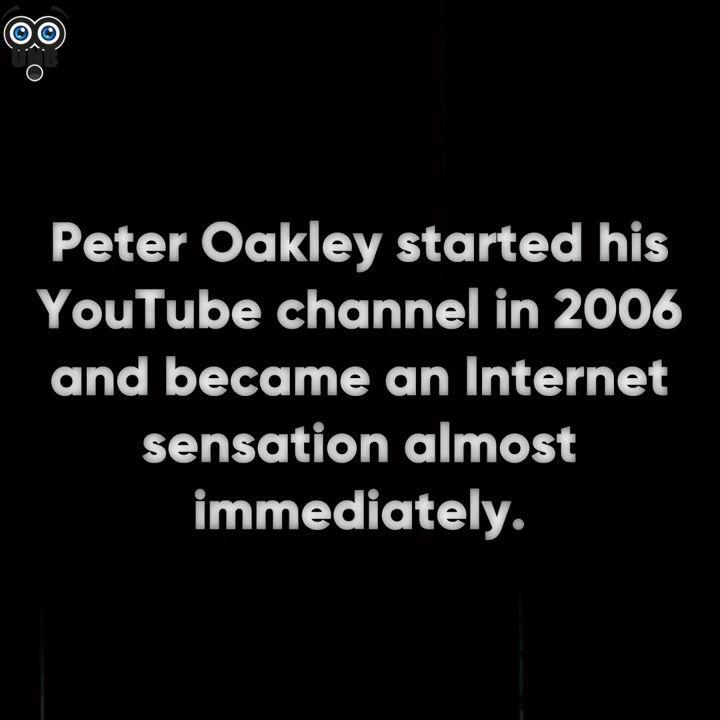 Peter Oakley started his
YouTube channel in 2006
and became an Internet
sensation almost
immediately.